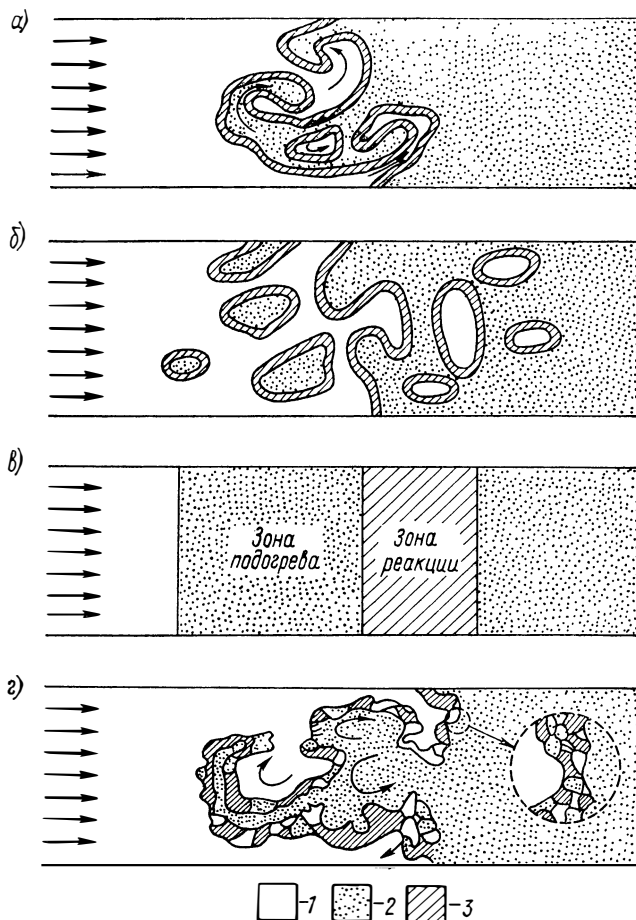 а)
б)
в)
Зона
подогрева
Зона
реакции
г)
-1 -2 -3